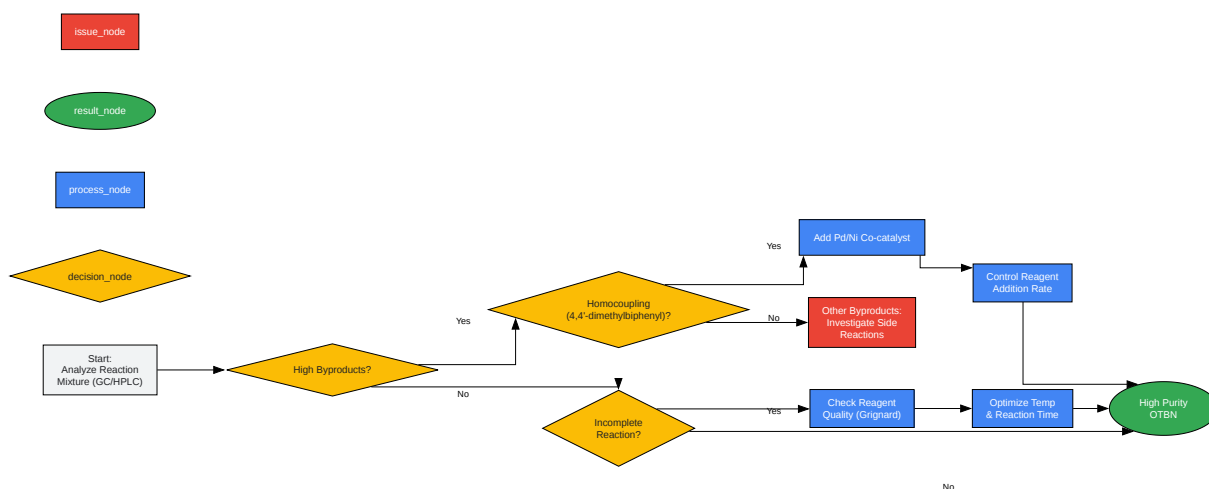 issue_node
result_node
process_node
decision_node
Start:
Analyze Reaction
Mixture (GC/HPLC)
High Byproducts?
Yes
No
Homocoupling
(4,4'-dimethylbiphenyl)?
Yes
No
Add Pd/Ni Co-catalyst
Control Reagent
Addition Rate
Other Byproducts:
Investigate Side
Reactions
Incomplete
Reaction?
Yes
Check Reagent
Quality (Grignard)
Optimize Temp
& Reaction Time
High Purity
OTBN
No